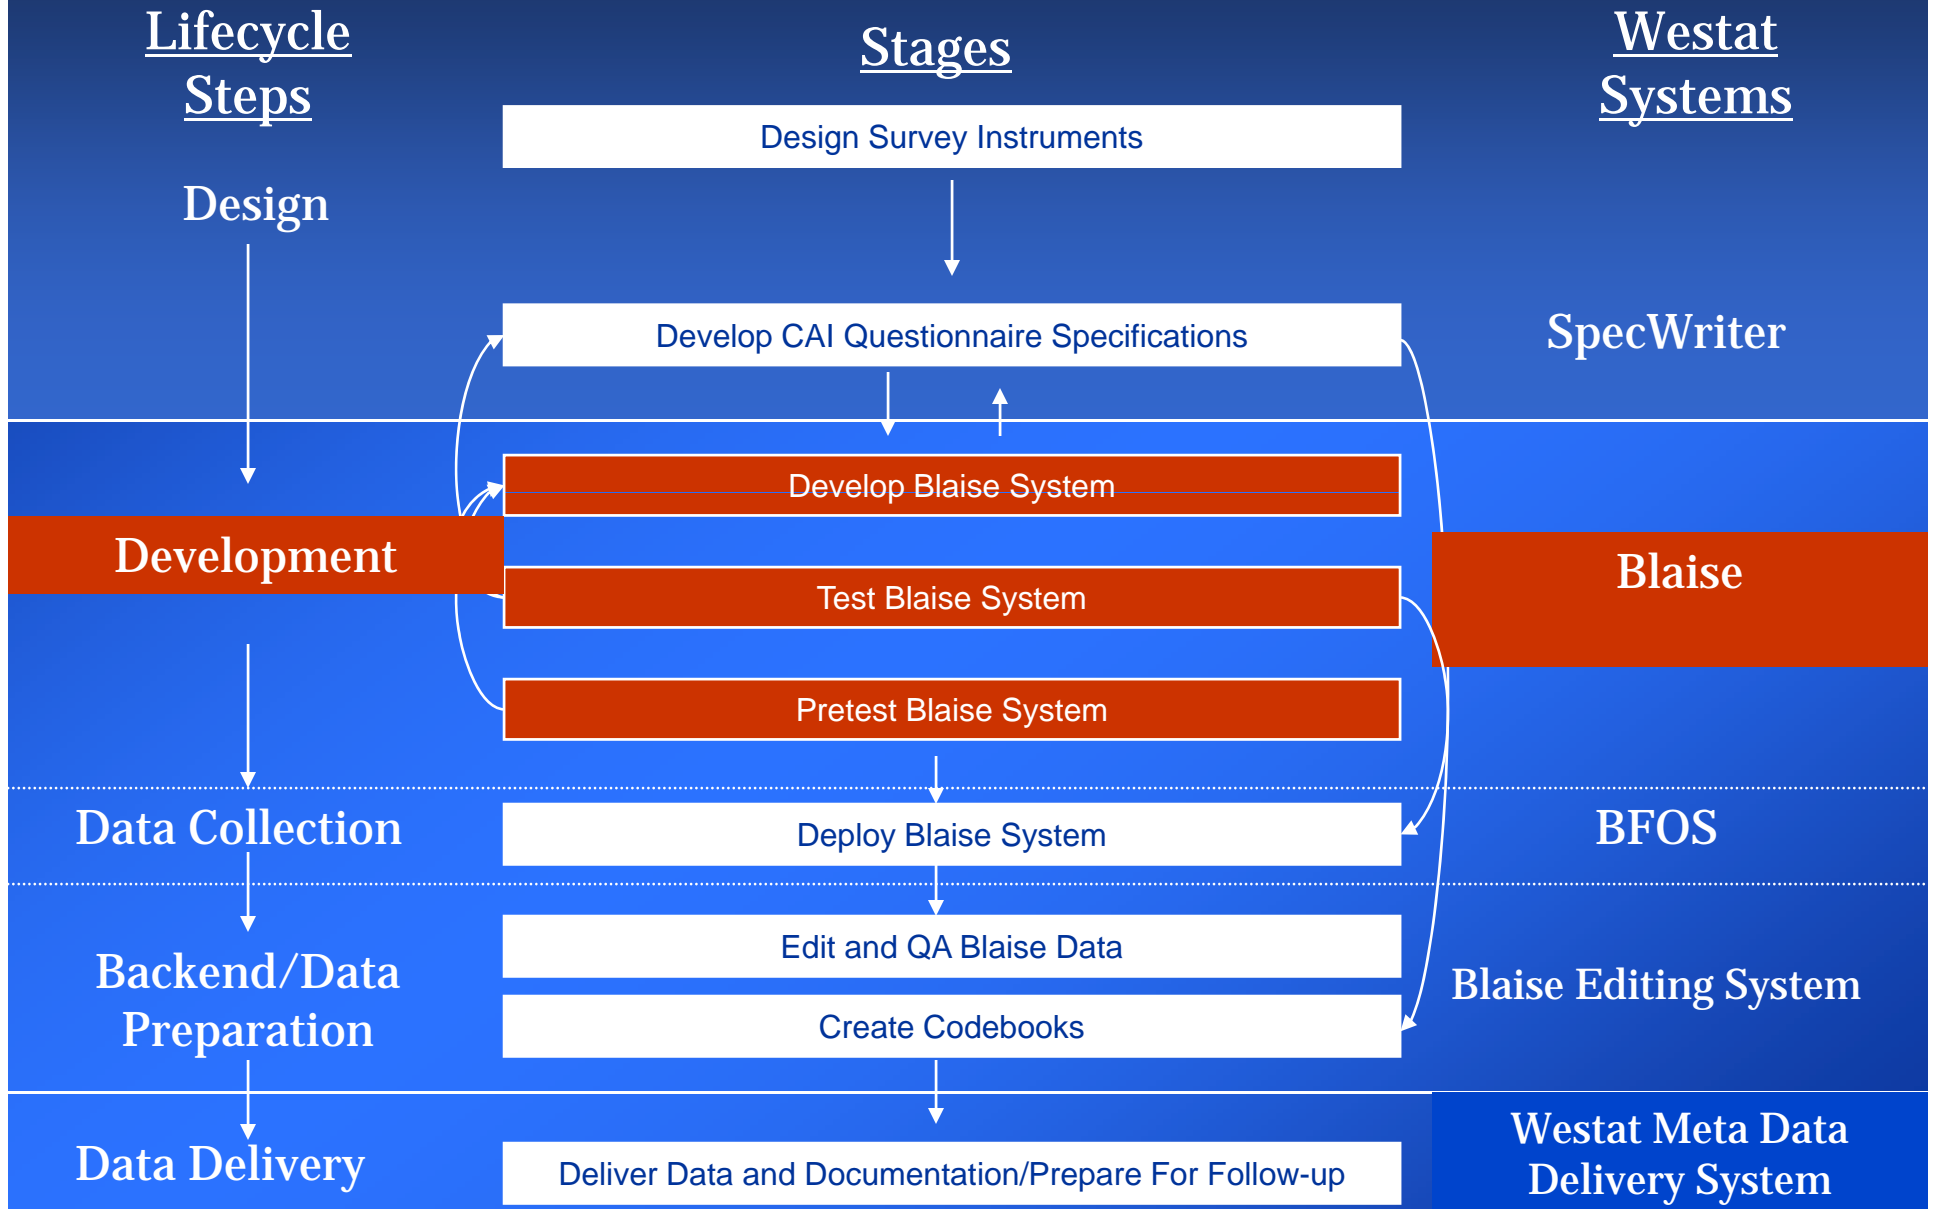 Lifecycle
Steps
Stages
Westat
Systems
Design Survey Instruments
Design
Develop CAI Questionnaire Specifications
SpecWriter
Develop Blaise System
Development
Test Blaise System
Blaise
Pretest Blaise System
Data Collection
Deploy Blaise System
BFOS
Backend/Data
Preparation
Edit and QA Blaise Data
Create Codebooks
Blaise Editing System
Data Delivery
Deliver Data and Documentation/Prepare For Follow-up
Westat Meta Data
Delivery System